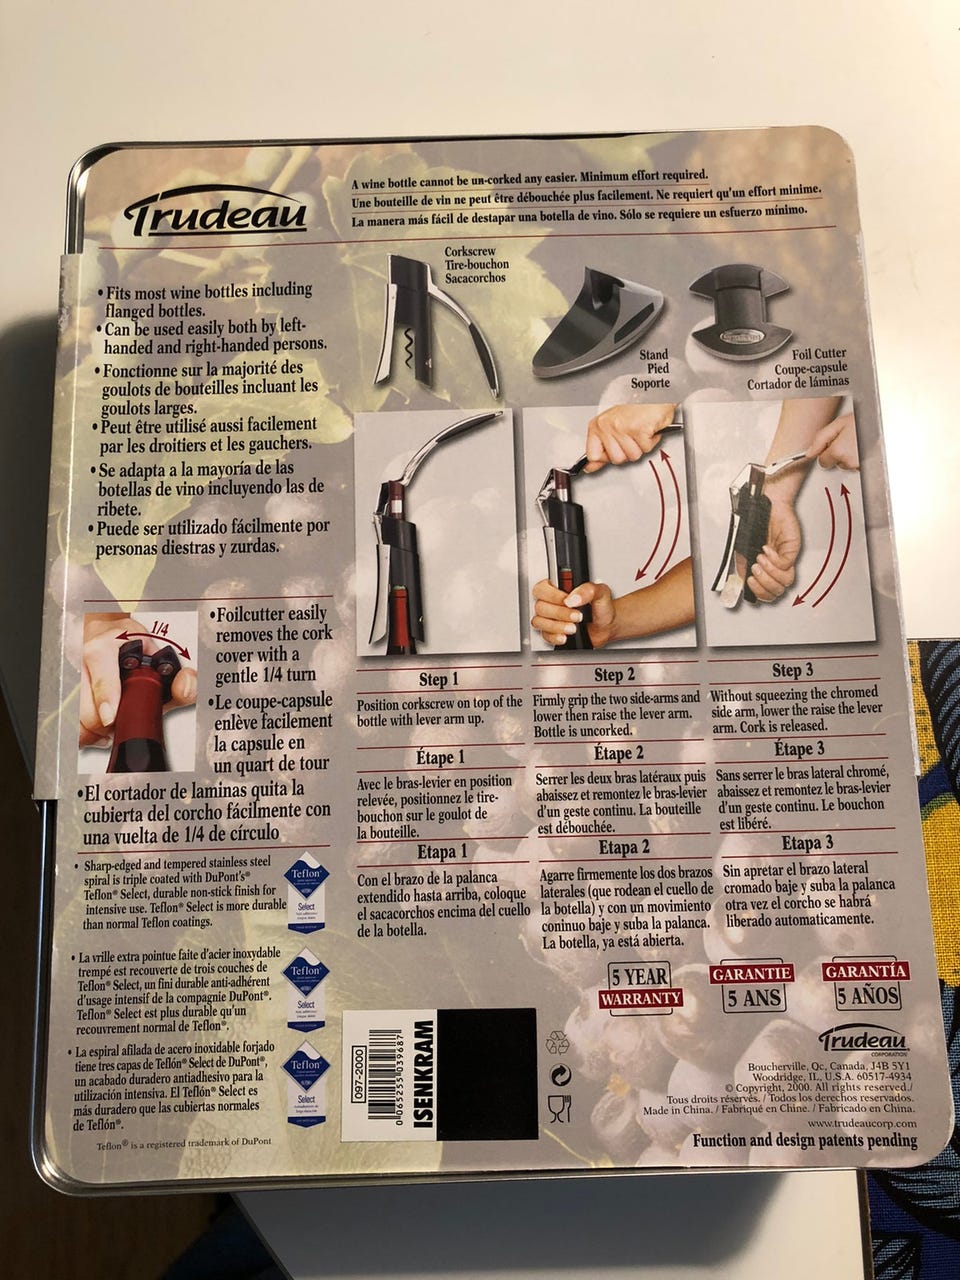 Trudeau
A wine bottle cannot be un-corked any easier. Minimum effort required.
Une bouteille de vin ne peut être débouchée plus facilement. Ne requiert qu'un effort minime.
La manera más fácil de destapar una botella de vino. Sólo se requiere un esfuerzo mínimo.
Corkscrew
Tire-bouchon
Sacacorchos
Stand
Pied
Soporte
Foil Cutter
Coupe-capsule
Cortador de láminas
• Fits most wine bottles including
flanged bottles.
• Can be used easily both by left-
handed and right-handed persons.
• Fonctionne sur la majorité des
goulots de bouteilles incluant les
goulots larges.
• Peut être utilisé aussi facilement
par les droitiers et les gauchers.
• Se adapta a la mayoría de las
botellas de vino incluyendo las de
ribete.
• Puede ser utilizado fácilmente por
personas diestras y zurdas.
1/4
•Foilcutter easily
removes the cork
cover with a
gentle 1/4 turn
•Le coupe-capsule
enlève facilement
la capsule en
un quart de tour
•El cortador de laminas quita la
cubierta del corcho fácilmente con
una vuelta de 1/4 de círculo
• Sharp-edged and tempered stainless steel
spiral is triple coated with DuPont's®
Teflon® Select, durable non-stick finish for
intensive use. Teflon® Select is more durable
than normal Teflon coatings.
Teflon®
Select
• La vrille extra pointue faite d'acier inoxydable
trempé est recouverte de trois couches de
Teflon® Select, un fini durable anti-adhérent
d'usage intensif de la compagnie DuPont®.
Teflon® Select est plus durable qu'un
recouvrement normal de Teflon®.
Teflon®
Select
• La espiral afilada de acero inoxidable forjado
tiene tres capas de Teflón® Select de DuPont®,
un acabado duradero antiadhesivo para la
utilización intensiva. El Teflón® Select es
más duradero que las cubiertas normales
de Teflón®.
Teflon®
Select
Teflon® is a registered trademark of DuPont
Step 1
Position corkscrew on top of the
bottle with lever arm up.
Étape 1
Avec le bras-levier en position
relevée, positionnez le tire-
bouchon sur le goulot de
la bouteille.
Etapa 1
Con el brazo de la palanca
extendido hasta arriba, coloque
el sacacorchos encima del cuello
de la botella.
Step 2
Firmly grip the two side-arms and
lower then raise the lever arm.
Bottle is uncorked.
Étape 2
Serrer les deux bras latéraux puis
abaissez et remontez le bras-levier
d'un geste continu. La bouteille
est débouchée.
Etapa 2
Agarre firmemente los dos brazos
laterales (que rodean el cuello de
la botella) y con un movimiento
coninuo baje y suba la palanca.
La botella, ya está abierta.
Step 3
Without squeezing the chromed
side arm, lower the raise the lever
arm. Cork is released.
Étape 3
Sans serrer le bras lateral chromé,
abaissez et remontez le bras-levier
d'un geste continu. Le bouchon
est libéré.
Etapa 3
Sin apretar el brazo lateral
cromado baje y suba la palanca
otra vez el corcho se habrá
liberado automaticamente.
5 YEAR
WARRANTY
GARANTIE
5 ANS
GARANTÍA
5 AÑOS
097-2000
0 065255 039687
ISENKRAM
Trudeau
CORPORATION
Boucherville, Qc, Canada, J4B 5Y1
Woodridge, IL, U.S.A. 60517-4934
© Copyright, 2000. All rights reserved./
Tous droits réservés. / Todos los derechos reservados.
Made in China. / Fabriqué en Chine. / Fabricado en China.
www.trudeaucorp.com
Function and design patents pending